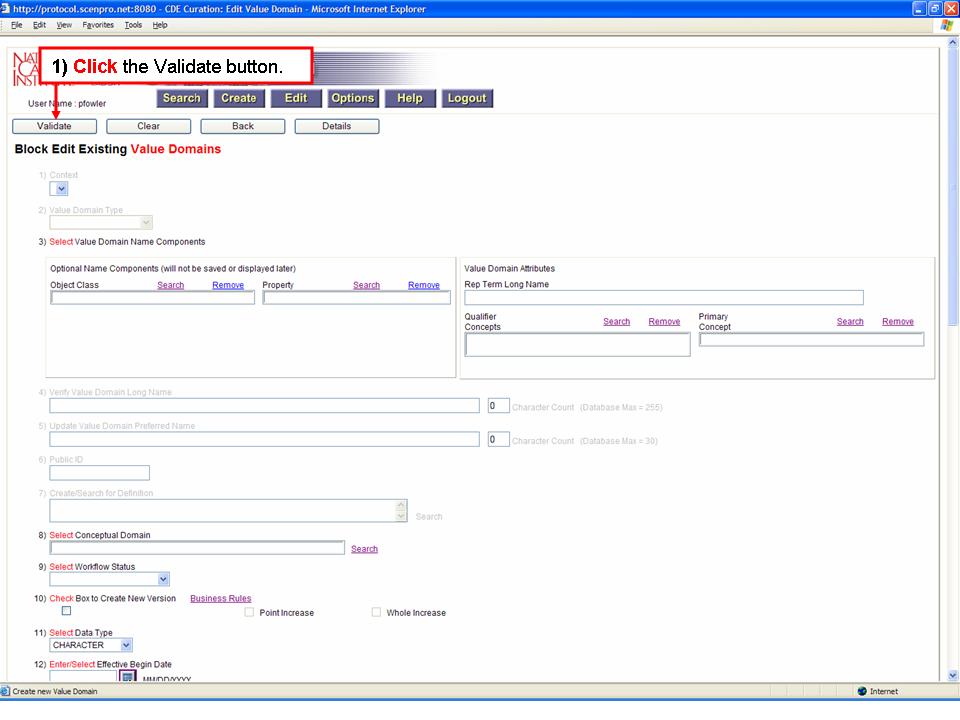 http://protocol.scenpro.net:8080 - CDE Curation: Edit Value Domain - Microsoft Internet Explorer
File Edit View Favorites Tools Help
1) Click the Validate button.
User Name : pfowler
Search Create Edit Options Help Logout
Validate Clear Back Details
Block Edit Existing Value Domains
1) Context
2) Value Domain Type
3) Select Value Domain Name Components
Optional Name Components (will not be saved or displayed later)
Object Class Search Remove Property Search Remove
Value Domain Attributes
Rep Term Long Name
Qualifier Concepts Search Remove
Primary Concept Search Remove
4) Verify Value Domain Long Name
0 Character Count (Database Max = 255)
5) Update Value Domain Preferred Name
0 Character Count (Database Max = 30)
6) Public ID
7) Create/Search for Definition
Search
8) Select Conceptual Domain
Search
9) Select Workflow Status
10) Check Box to Create New Version Business Rules
Point Increase Whole Increase
11) Select Data Type
CHARACTER
12) Enter/Select Effective Begin Date
MM/DD/YYYY
Create new Value Domain Internet